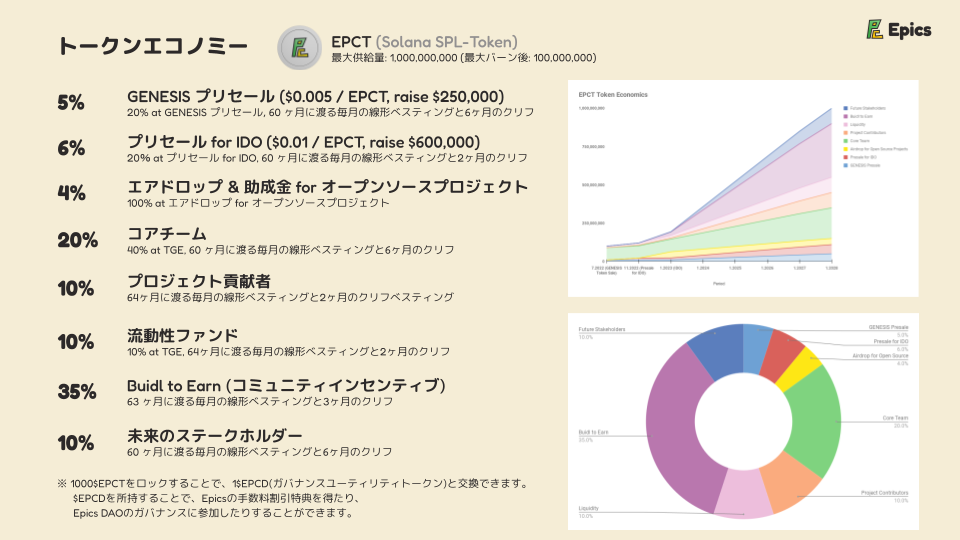 トークンエコノミー
EPCT (Solana SPL-Token)
最大供給量: 1,000,000,000 (最大バーン後: 100,000,000)
Epics
5%
GENESIS プリセール ($0.005 / EPCT, raise $250,000)
20% at GENESIS プリセール, 60 ヶ月に渡る毎月の線形ベスティングと6ヶ月のクリフ
6%
プリセール for IDO ($0.01 / EPCT, raise $600,000)
20% at プリセール for IDO, 60 ヶ月に渡る毎月の線形ベスティングと2ヶ月のクリフ
4%
エアドロップ & 助成金 for オープンソースプロジェクト
100% at エアドロップ for オープンソースプロジェクト
20%
コアチーム
40% at TGE, 60 ヶ月に渡る毎月の線形ベスティングと6ヶ月のクリフ
10%
プロジェクト貢献者
64ヶ月に渡る毎月の線形ベスティングと2ヶ月のクリフベスティング
10%
流動性ファンド
10% at TGE, 64ヶ月に渡る毎月の線形ベスティングと2ヶ月のクリフ
35%
Buidl to Earn (コミュニティインセンティブ)
63 ヶ月に渡る毎月の線形ベスティングと3ヶ月のクリフ
10%
未来のステークホルダー
60 ヶ月に渡る毎月の線形ベスティングと6ヶ月のクリフ
※ 1000$EPCTをロックすることで、1$EPCD(ガバナンスユーティリティトークン)と交換できます。
$EPCDを所持することで、Epicsの手数料割引特典を得たり、
Epics DAOのガバナンスに参加したりすることができます。
EPCT Token Economics
1,000,000,000
750,000,000
500,000,000
250,000,000
0
7.2022 (GENESIS Token Sale)
11.2022 (Presale for IDO)
1.2023 (IDO)
1.2024
1.2025
1.2026
1.2027
1.2028
Period
Future Stakeholders
Buidl to Earn
Liquidity
Project Contributors
Core Team
Airdrop for Open Source Projects
Presale for IDO
GENESIS Presale
Future Stakeholders
10.0%
GENESIS Presale
5.0%
Presale for IDO
6.0%
Airdrop for Open Source
4.0%
Core Team
20.0%
Buidl to Earn
35.0%
Project Contributors
10.0%
Liquidity
10.0%